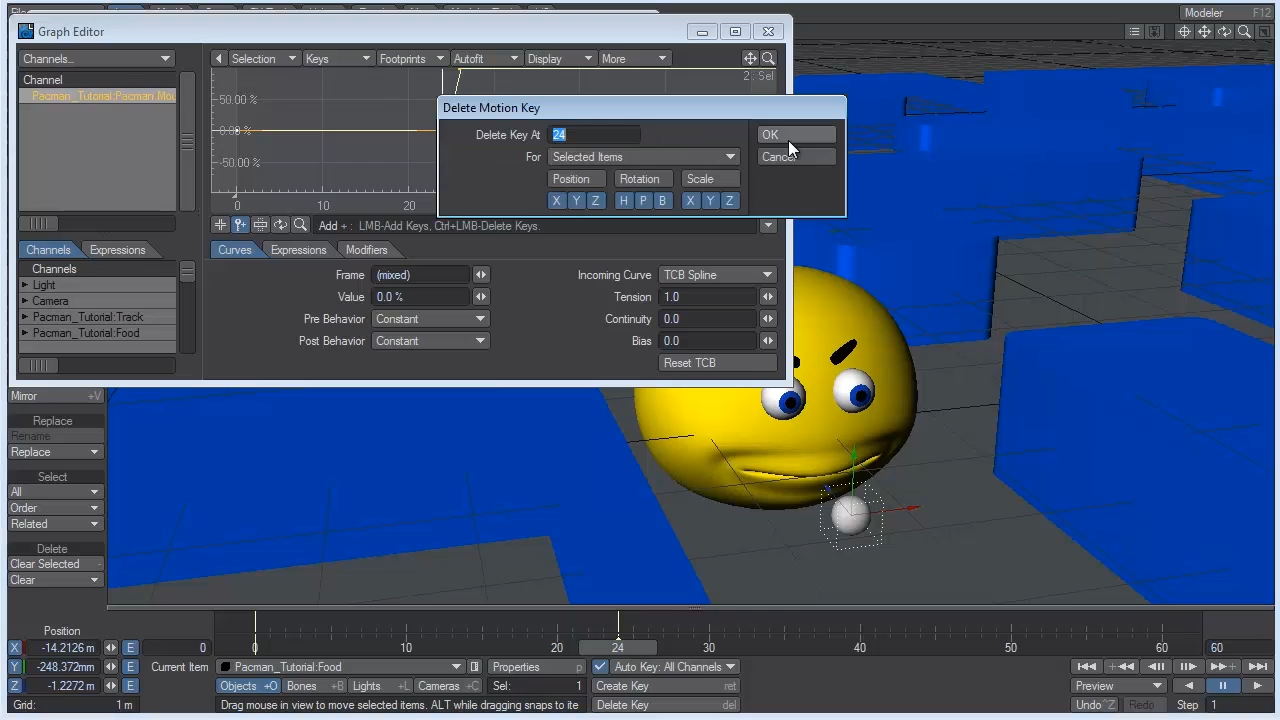 Modeler F12
Graph Editor
Channels...
Channel
Pacman_Tutorial:Pacman.Mou
Selection Keys Footprints Autofit Display More
2 : Sel
50.00 %
0.00 %
-50.00 %
0 10 20
Delete Motion Key
Delete Key At 24 OK
For Selected Items
Position Rotation Scale
X Y Z H P B X Y Z
Add + : LMB-Add Keys, Ctrl+LMB-Delete Keys.
Channels Expressions
Curves Expressions Modifiers
Channels
Light
Camera
Pacman_Tutorial:Track
Pacman_Tutorial:Food
Frame (mixed) Incoming Curve TCB Spline
Value 0.0 % Tension 1.0
Pre Behavior Constant Continuity 0.0
Post Behavior Constant Bias 0.0
Reset TCB
Mirror +V
Replace
Rename
Replace
Select
All
Order
Related
Delete
Clear Selected -
Clear
Position
0 10 20 24 40 50 60
X -14.2126 m E 0 60
Y -248.372mm E Current Item Pacman_Tutorial:Food Properties p Auto Key: All Channels
Z -1.2272 m E Objects +O Bones +B Lights +L Cameras +C Sel: 1 Create Key ret Preview
Grid: 1 m Drag mouse in view to move selected items. ALT while dragging snaps to ite Delete Key del Undo ^Z Redo Step 1